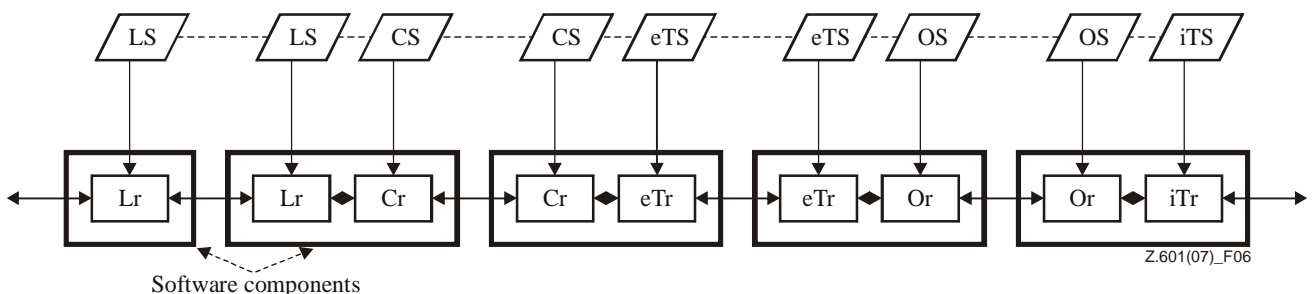 LS LS CS CS eTS eTS OS OS iTS
Lr Lr Cr Cr eTr eTr Or Or iTr
Z.601(07)_F06
Software components